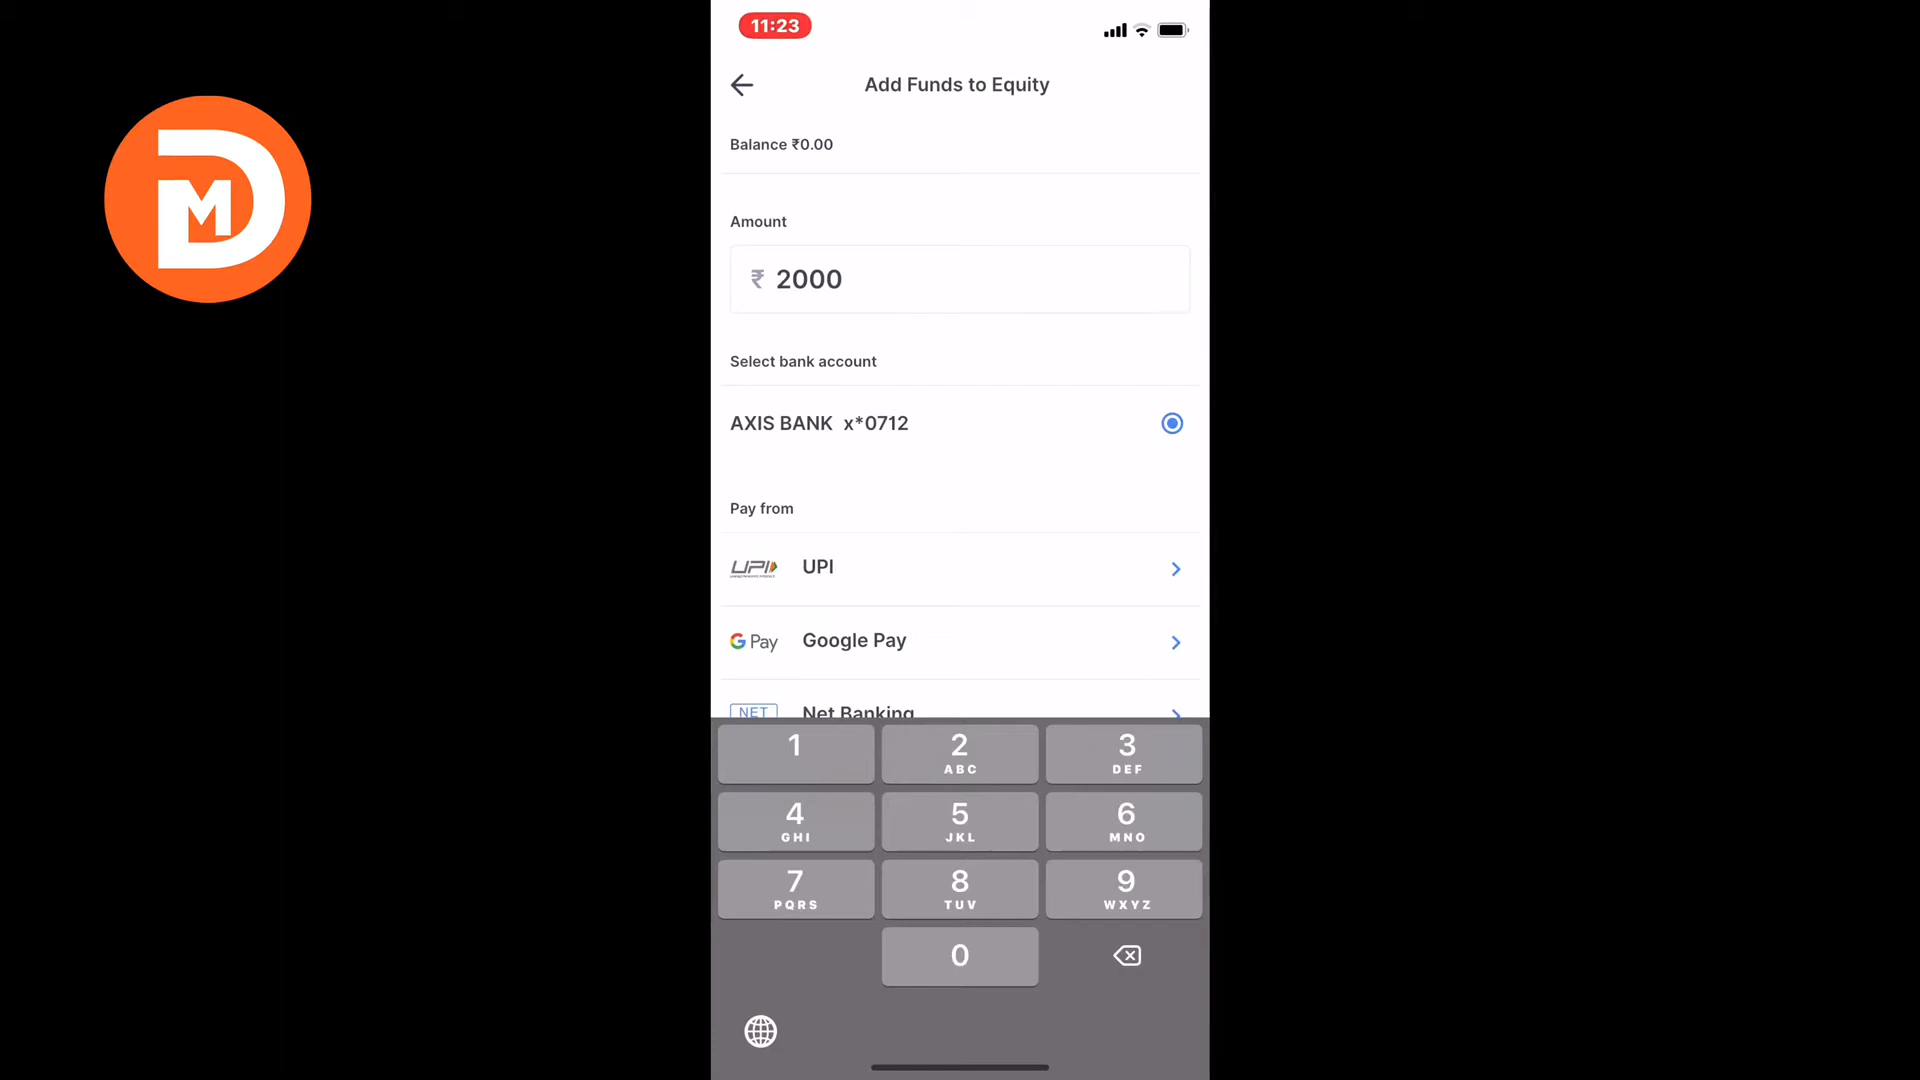 11:23
DM
Add Funds to Equity
Balance ₹0.00
Amount
₹ 2000
Select bank account
AXIS BANK x*0712
Pay from
UPI UPI
G Pay Google Pay
NET Net Banking
1 2 3
ABC DEF
4 5 6
GHI JKL MNO
7 8 9
PQRS TUV WXYZ
0